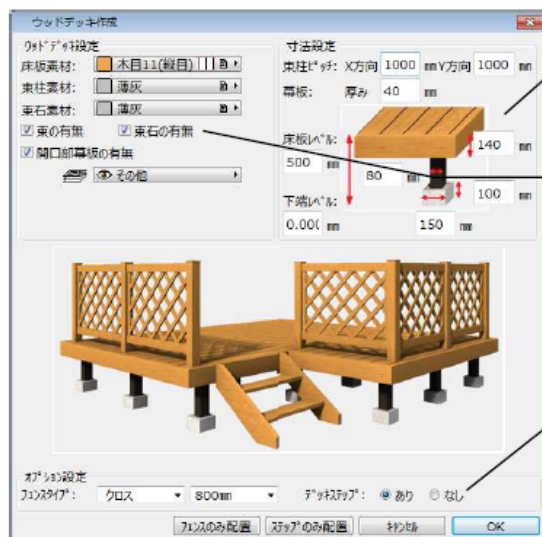 ウッドデッキ作成
ウッドデッキ設定
床板素材: 木目11(縦目)
束柱素材: 薄灰
束石素材: 薄灰
束の有無 束石の有無
開口部幕板の有無
その他
寸法設定
束柱ピッチ: X方向 1000 mm Y方向 1000 mm
幕板: 厚み 40 mm
床板レベル: 140 mm
500 mm 80 mm
100 mm
下端レベル:
0.000 mm 150 mm
オプション設定
フェンスタイプ: クロス 800mm デッキステップ: あり なし
フェンスのみ配置 ステップのみ配置 キャンセル OK